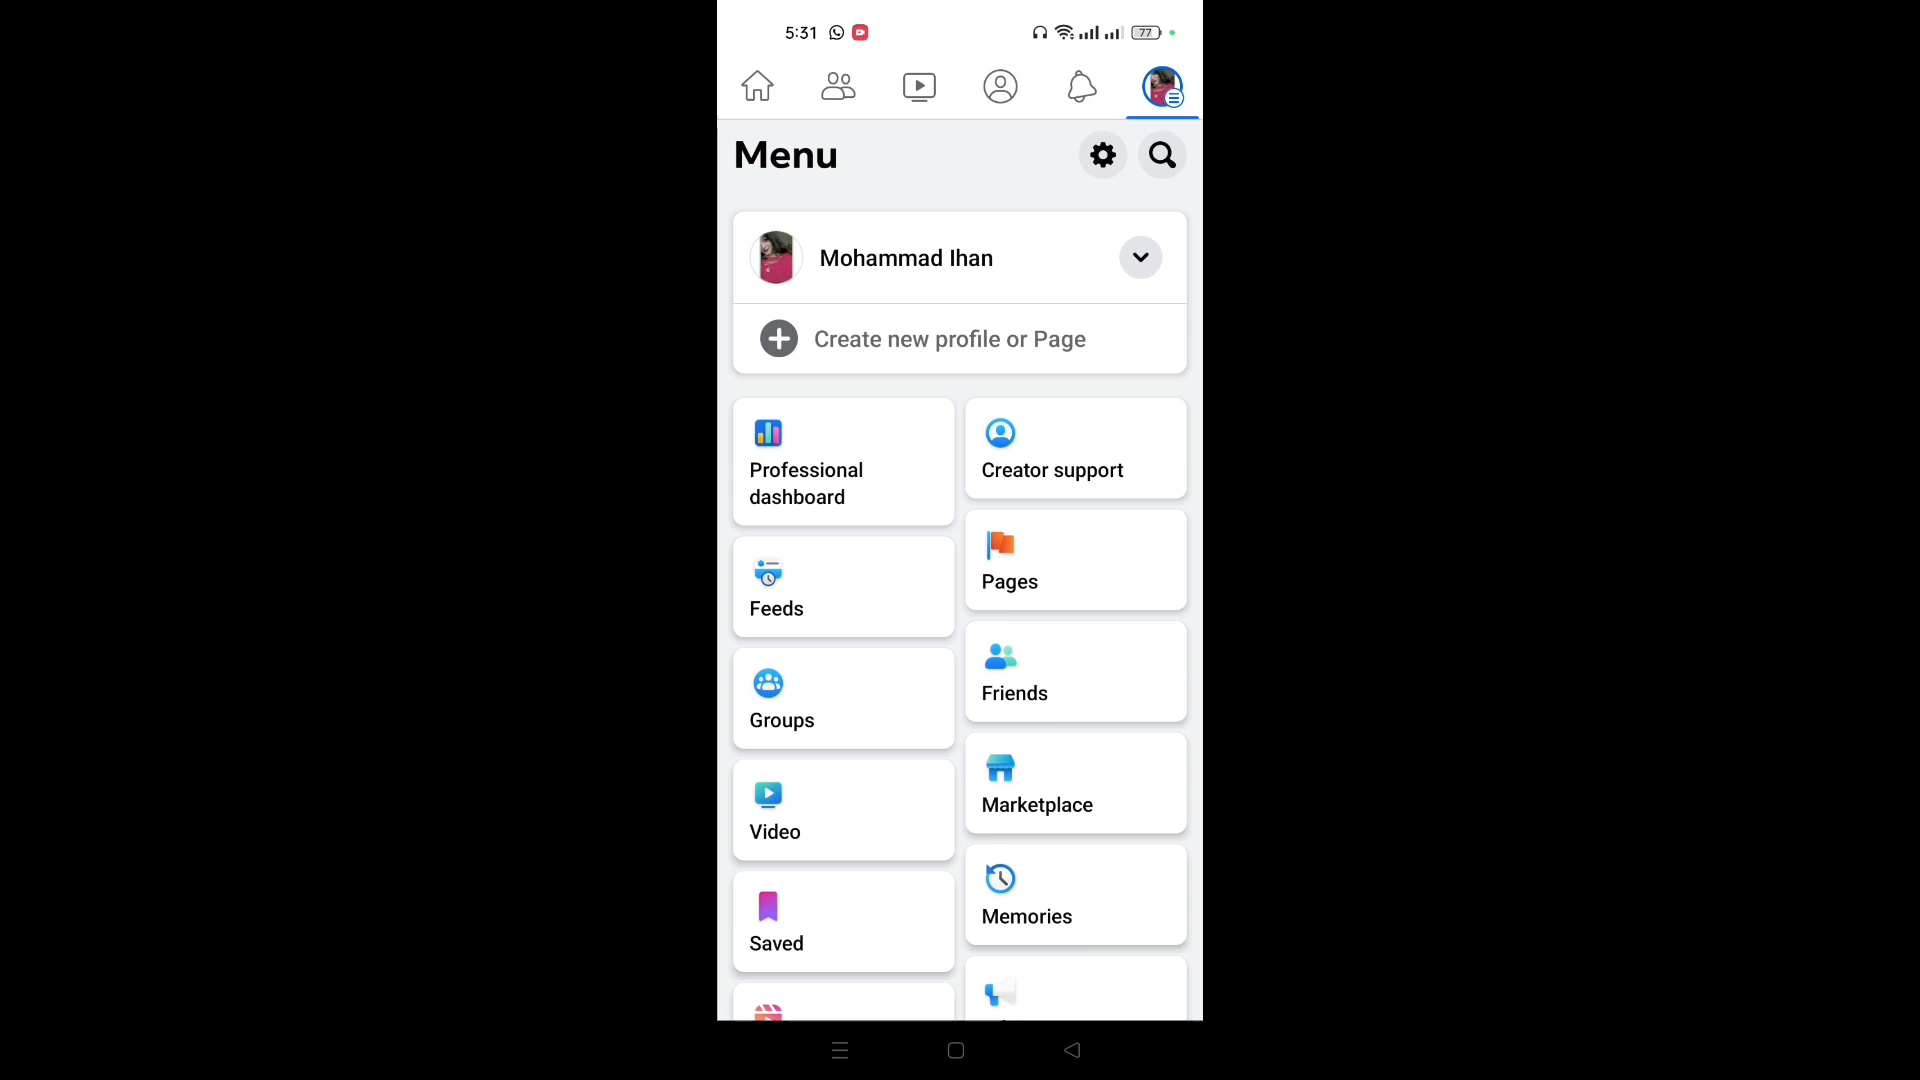 5:31
77
Menu
Mohammad Ihan
Create new profile or Page
Professional
dashboard
Creator support
Feeds
Pages
Groups
Friends
Video
Marketplace
Saved
Memories